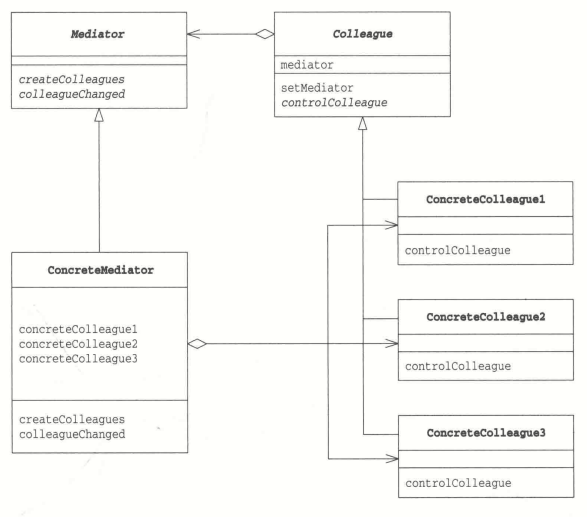 Mediator
createColleagues
colleagueChanged
Colleague
mediator
setMediator
controlColleague
ConcreteColleague1
controlColleague
ConcreteMediator
concreteColleague1
concreteColleague2
concreteColleague3
createColleagues
colleagueChanged
ConcreteColleague2
controlColleague
ConcreteColleague3
controlColleague